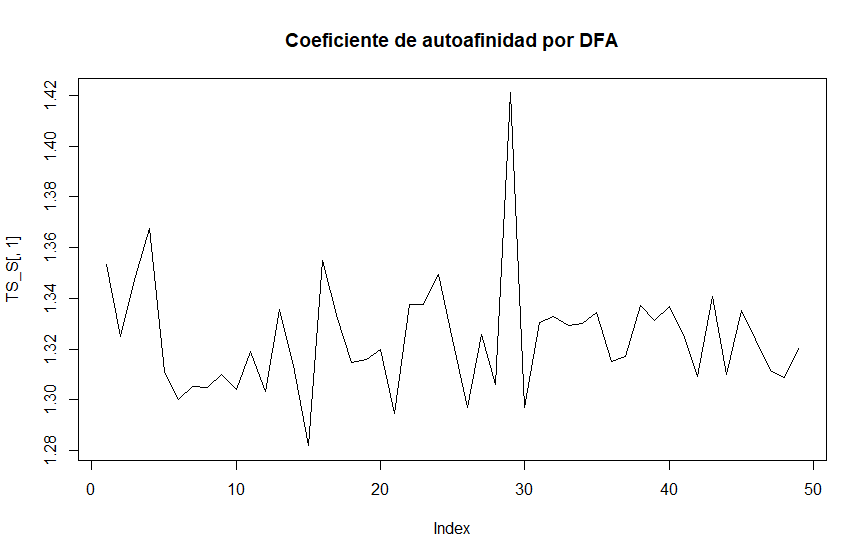 Coeficiente de autoafinidad por DFA
TS_S[, 1]
1.42
1.40
1.38
1.36
1.34
1.32
1.30
1.28
0 10 20 30 40 50
Index